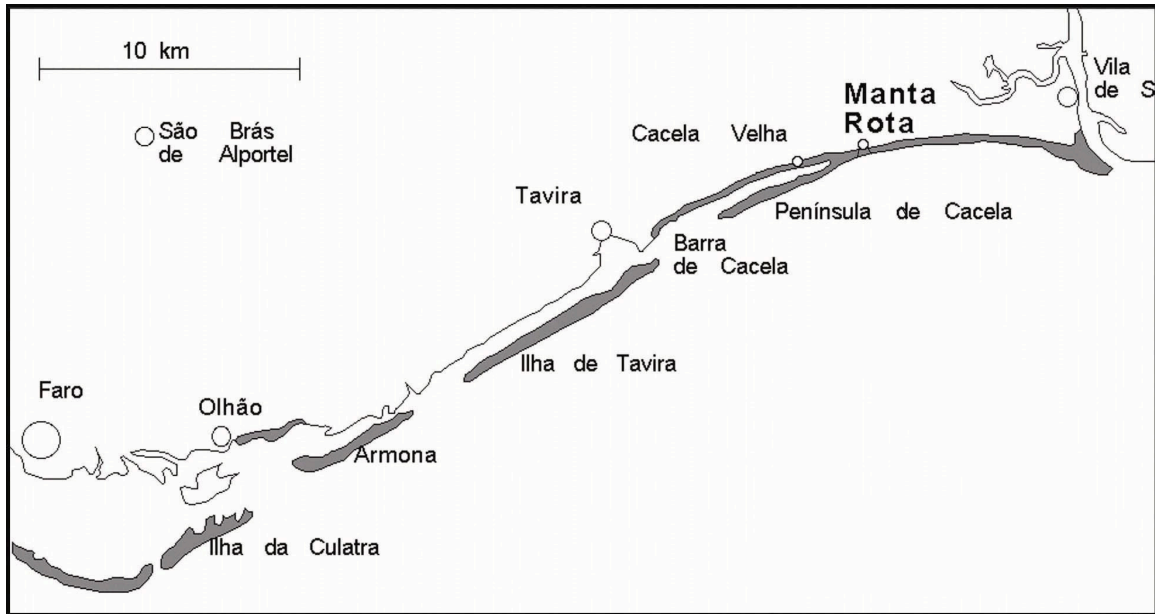 10 km
São Brás
de Alportel
Manta
Rota
Vila
de S
Cacela Velha
Tavira
Península de Cacela
Barra
de Cacela
Ilha de Tavira
Faro
Olhão
Armona
Ilha da Culatra